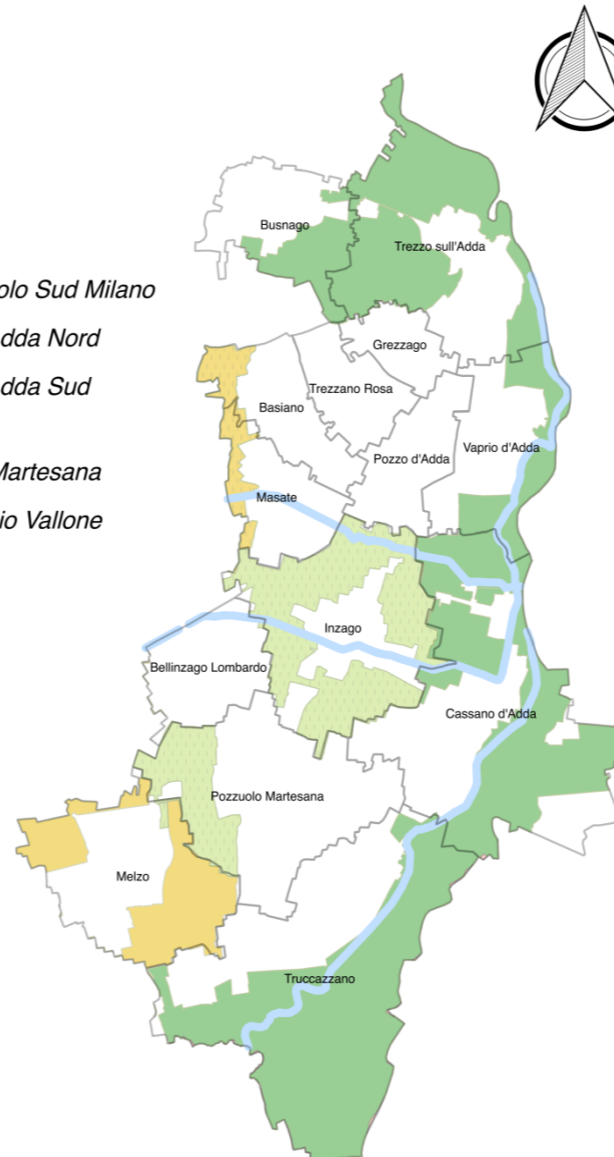 Busnago
Trezzo sull'Adda
olo Sud Milano
dda Nord
Grezzago
dda Sud
Trezzano Rosa
Basiano
Vaprio d'Adda
Pozzo d'Adda
Martesana
Masate
io Vallone
Inzago
Bellinzago Lombardo
Cassano d'Adda
Pozzuolo Martesana
Melzo
Truccazzano